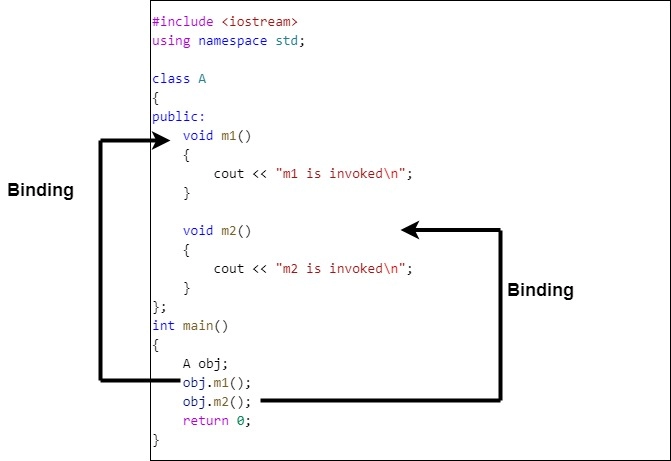 #include <iostream>
using namespace std;
class A
{
public:
void m1()
{
cout << "m1 is invoked\n";
}
void m2()
{
cout << "m2 is invoked\n";
}
};
int main()
{
A obj;
obj.m1();
obj.m2();
return 0;
}
Binding
Binding